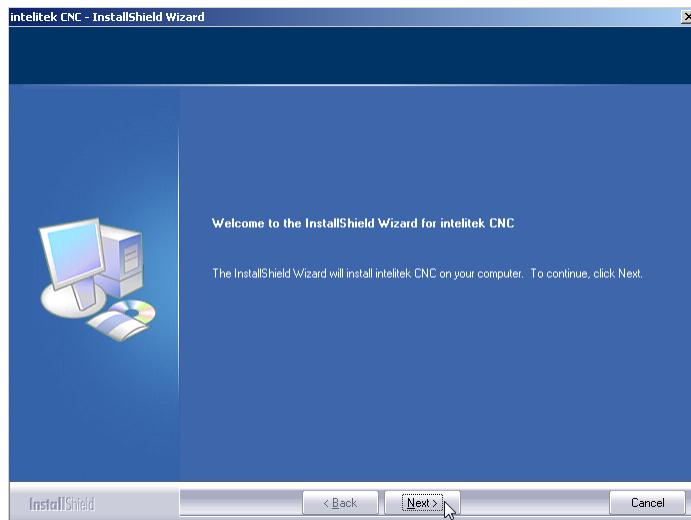 intelitek CNC - InstallShield Wizard
Welcome to the InstallShield Wizard for intelitek CNC
The InstallShield Wizard will install intelitek CNC on your computer.  To continue, click Next.
InstallShield
< Back
Next >
Cancel